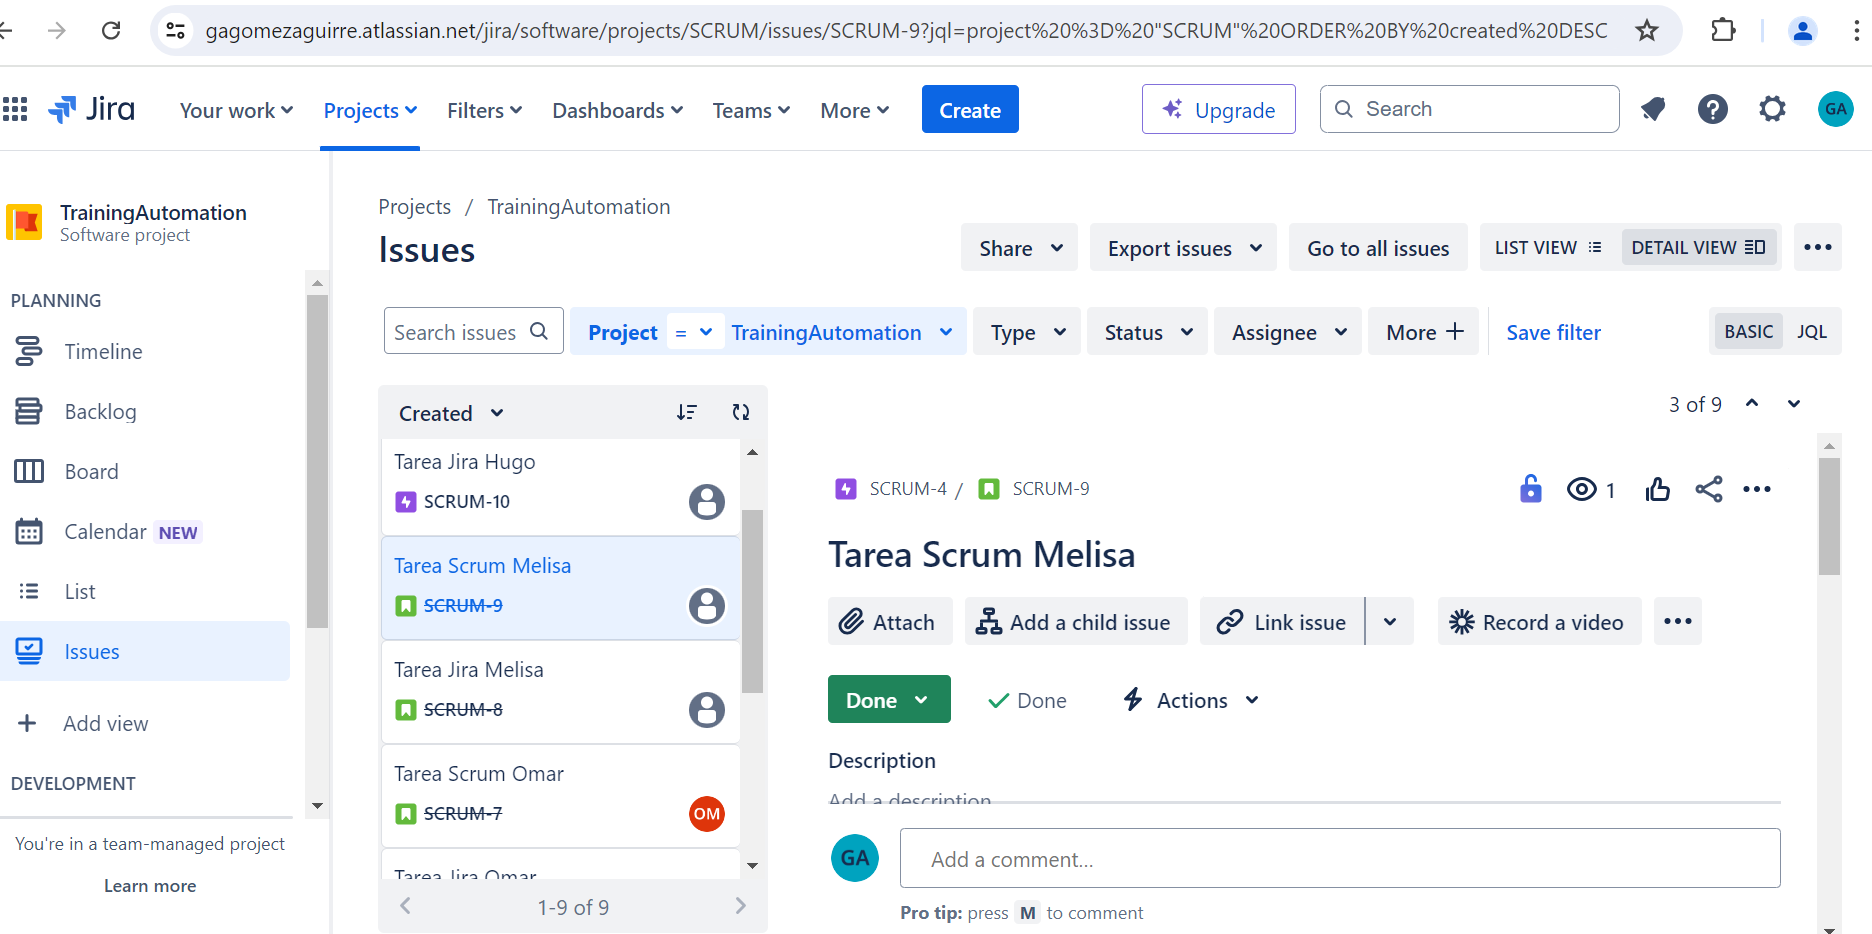 gagomezaguirre.atlassian.net/jira/software/projects/SCRUM/issues/SCRUM-9?jql=project%20%3D%20"SCRUM"%20ORDER%20BY%20created%20DESC
Jira
Your work
Projects
Filters
Dashboards
Teams
More
Create
Upgrade
Search
GA
TrainingAutomation
Software project
PLANNING
Timeline
Backlog
Board
Calendar NEW
List
Issues
Add view
DEVELOPMENT
You're in a team-managed project
Learn more
Projects / TrainingAutomation
Issues
Share
Export issues
Go to all issues
LIST VIEW
DETAIL VIEW
Search issues
Project = TrainingAutomation
Type
Status
Assignee
More
Save filter
BASIC
JQL
Created
Tarea Jira Hugo
SCRUM-10
Tarea Scrum Melisa
SCRUM-9
Tarea Jira Melisa
SCRUM-8
Tarea Scrum Omar
SCRUM-7
OM
Tarea Jira Omar
1-9 of 9
3 of 9
SCRUM-4 / SCRUM-9
1
Tarea Scrum Melisa
Attach
Add a child issue
Link issue
Record a video
Done
Done
Actions
Description
Add a description
GA
Add a comment...
Pro tip: press M to comment